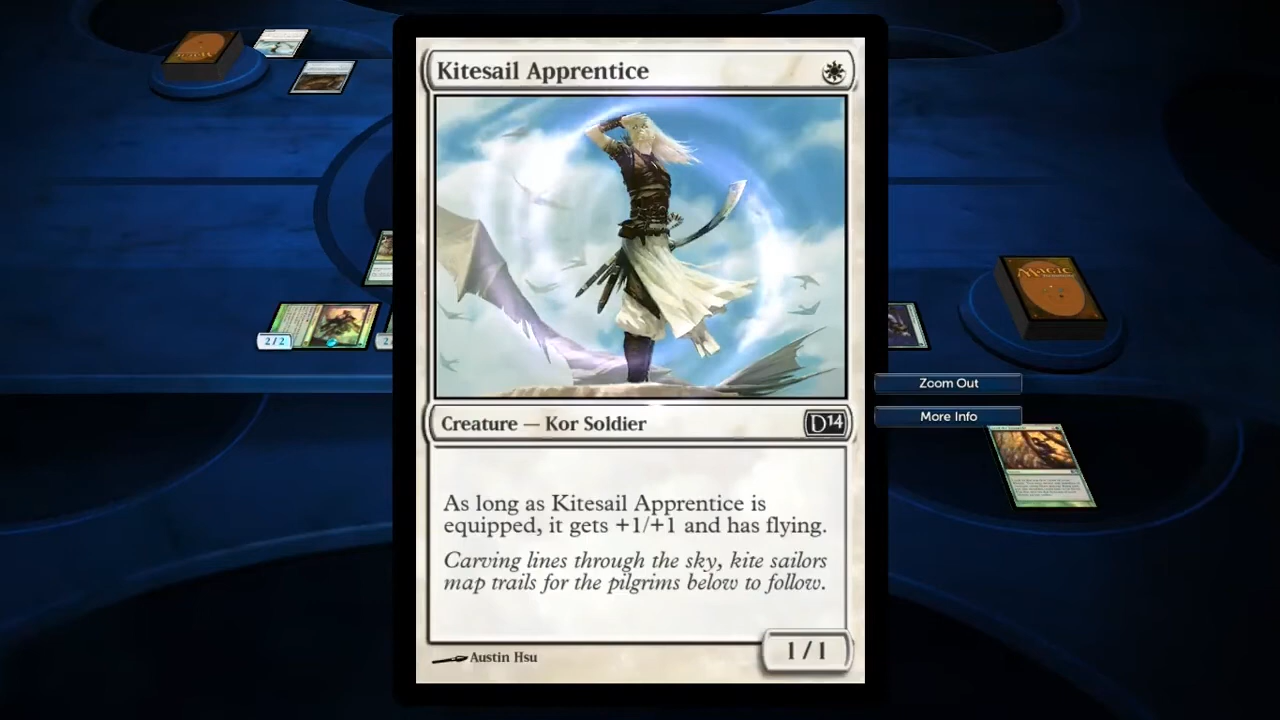 Kitesail Apprentice
Creature — Kor Soldier
D14
As long as Kitesail Apprentice is
equipped, it gets +1/+1 and has flying.
Carving lines through the sky, kite sailors
map trails for the pilgrims below to follow.
1/1
Austin Hsu
2/2
MAGIC
Zoom Out
More Info